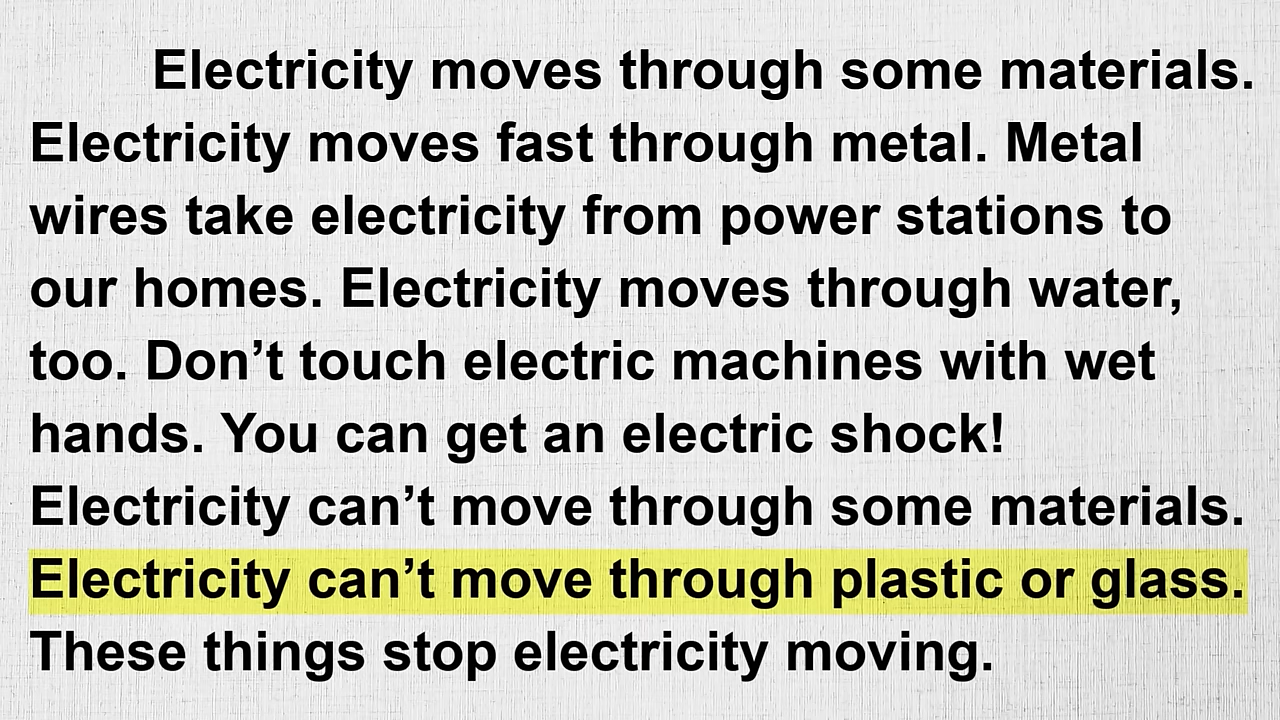 Electricity moves through some materials.
Electricity moves fast through metal. Metal
wires take electricity from power stations to
our homes. Electricity moves through water,
too. Don’t touch electric machines with wet
hands. You can get an electric shock!
Electricity can’t move through some materials.
Electricity can’t move through plastic or glass.
These things stop electricity moving.